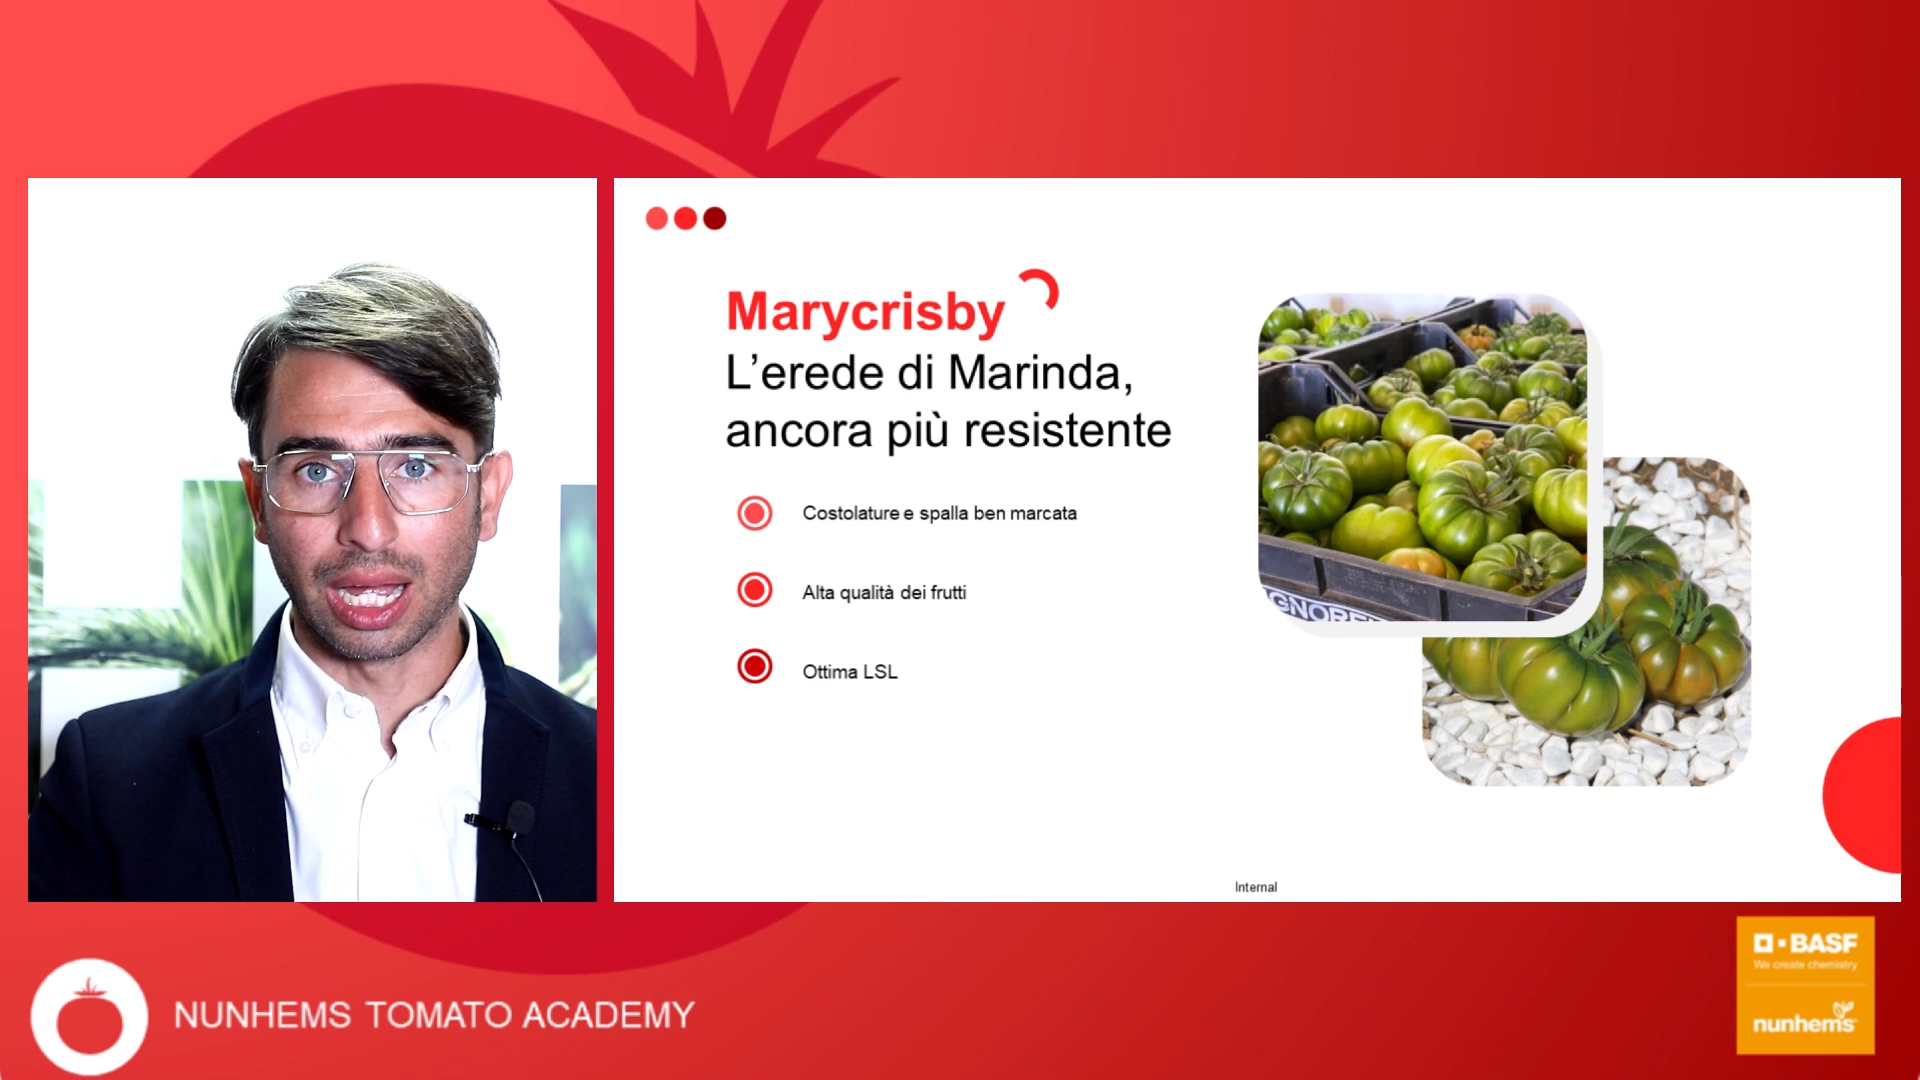 Marycrisby
L’erede di Marinda,
ancora più resistente
Costolature e spalla ben marcata
Alta qualità dei frutti
Ottima LSL
Internal
NUNHEMS TOMATO ACADEMY
BASF
We create chemistry
nunhems